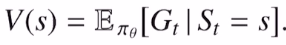 V(s) = 𝔼_{π_θ}[G_t | S_t = s].